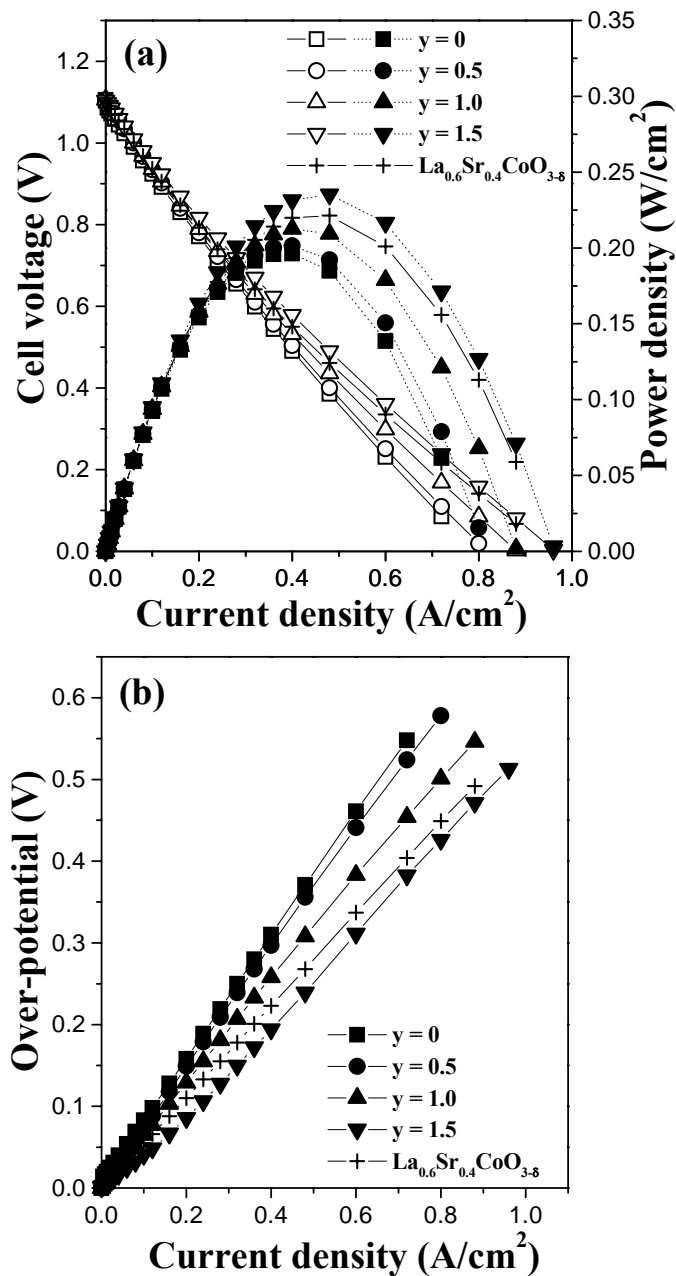 (a)
y = 0
y = 0.5
y = 1.0
y = 1.5
La0.6Sr0.4CoO3-δ
1.2
1.0
0.8
0.6
0.4
0.2
0.0
Cell voltage (V)
0.35
0.30
0.25
0.20
0.15
0.10
0.05
0.00
Power density (W/cm2)
0.0 0.2 0.4 0.6 0.8 1.0
Current density (A/cm2)
(b)
0.6
0.5
0.4
0.3
0.2
0.1
0.0
Over-potential (V)
y = 0
y = 0.5
y = 1.0
y = 1.5
La0.6Sr0.4CoO3-δ
0.0 0.2 0.4 0.6 0.8 1.0
Current density (A/cm2)